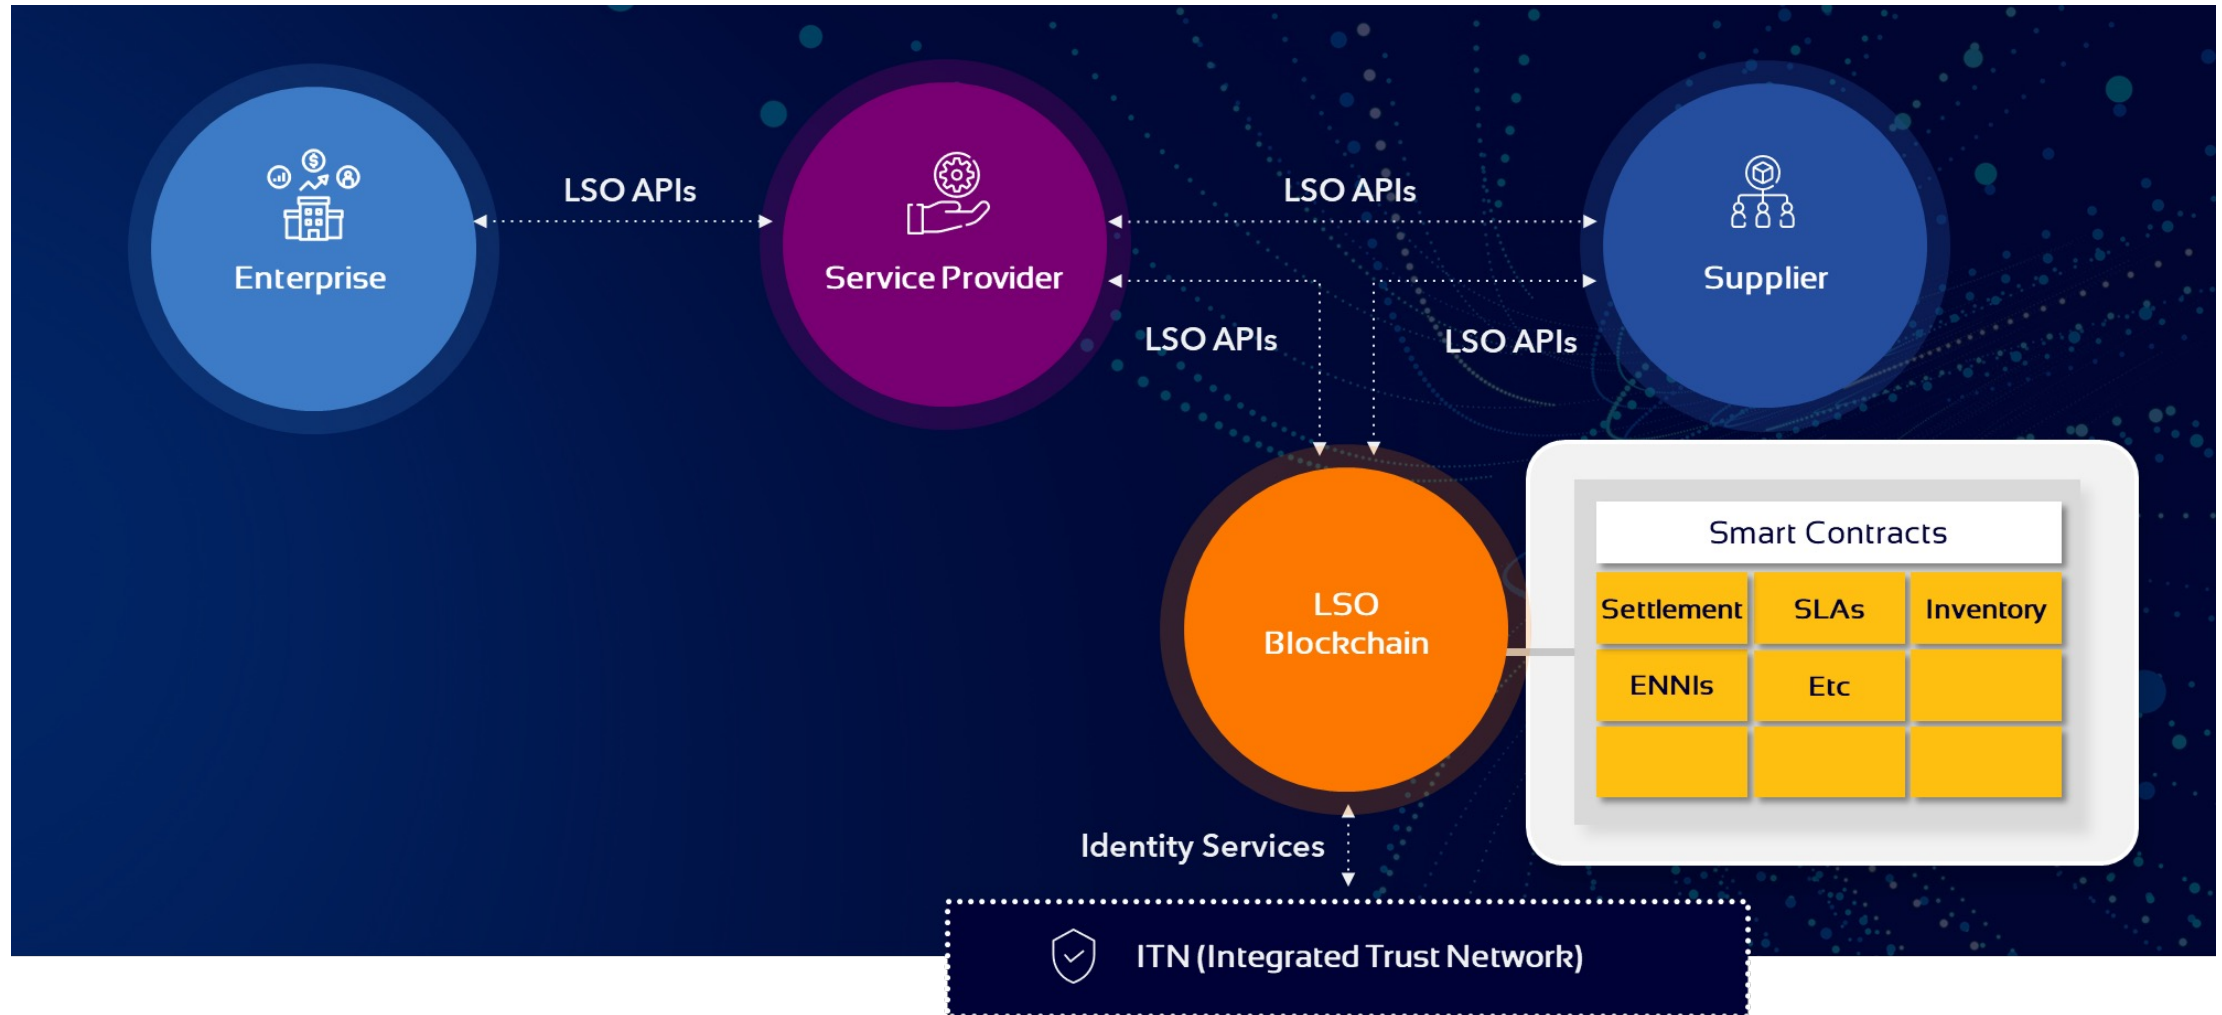 LSO APIs
LSO APIs
Enterprise
Service Provider
Supplier
LSO APIs
LSO APIs
Smart Contracts
Settlement
SLAs
Inventory
LSO
Blockchain
ENNIs
Etc
Identity Services
ITN (Integrated Trust Network)